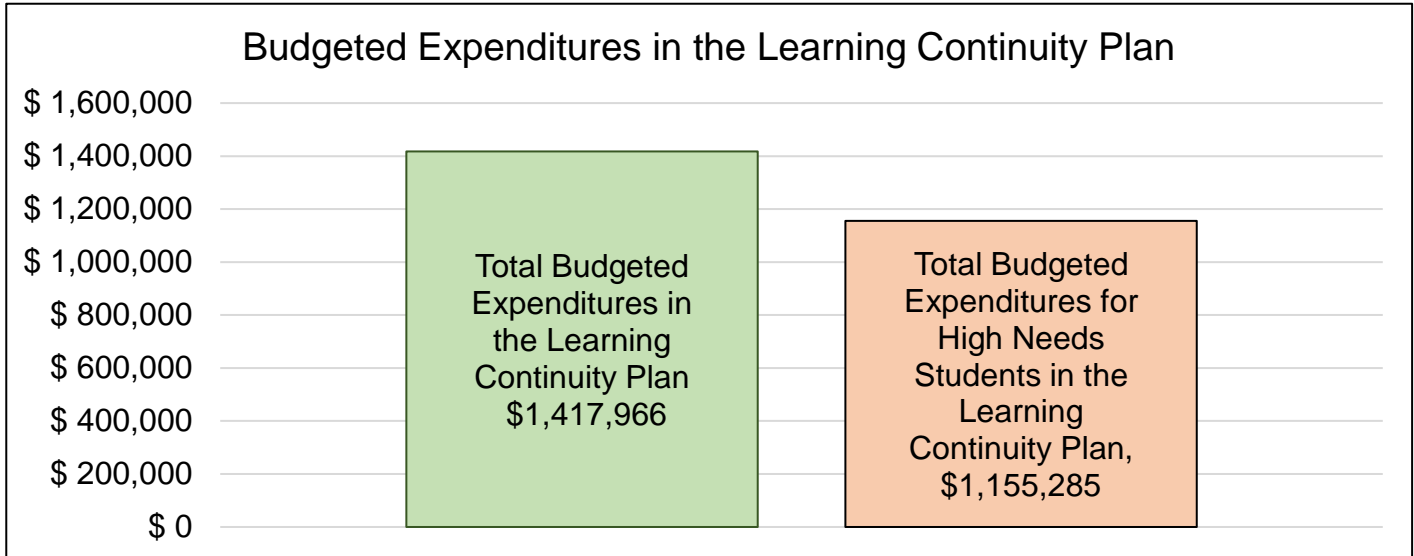 Budgeted Expenditures in the Learning Continuity Plan
$ 1,600,000
$ 1,400,000
$ 1,200,000
$ 1,000,000
$ 800,000
$ 600,000
$ 400,000
$ 200,000
$ 0
Total Budgeted
Expenditures in
the Learning
Continuity Plan
$1,417,966
Total Budgeted
Expenditures for
High Needs
Students in the
Learning
Continuity Plan,
$1,155,285